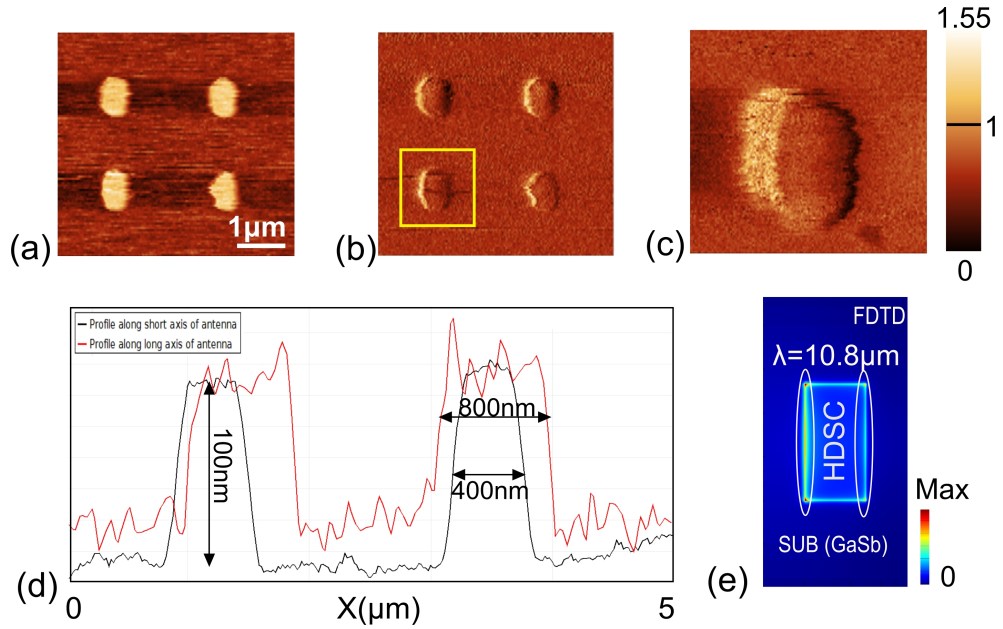 1.55
1
0
(a)
1μm
(b)
(c)
Profile along short axis of antenna
Profile along long axis of antenna
100nm
800nm
400nm
(d)
0
X(μm)
5
FDTD
λ=10.8μm
HDSC
SUB (GaSb)
(e)
Max
0